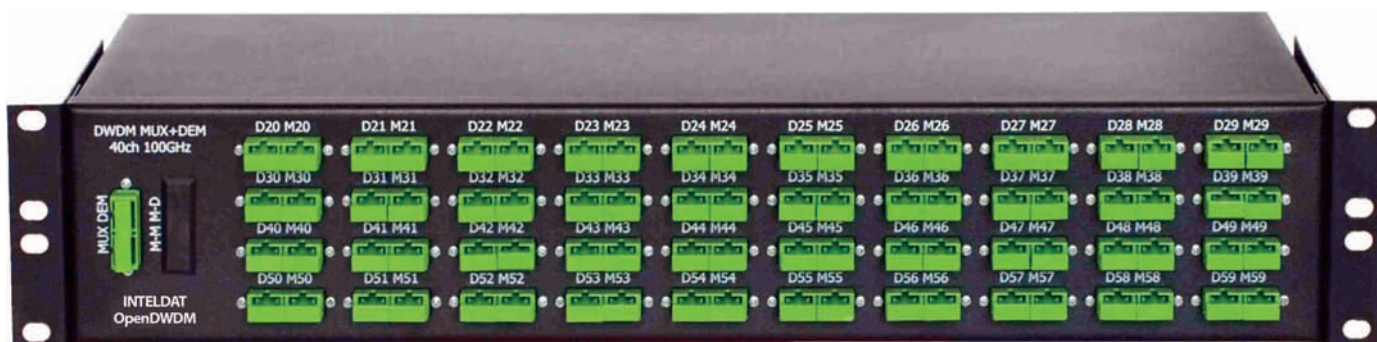 DWDM MUX+DEM
40ch 100GHz
D20 M20 D21 M21 D22 M22 D23 M23 D24 M24 D25 M25 D26 M26 D27 M27 D28 M28 D29 M29
D30 M30 D31 M31 D32 M32 D33 M33 D34 M34 D35 M35 D36 M36 D37 M37 D38 M38 D39 M39
MUX DEM
M-M M-D
D40 M40 D41 M41 D42 M42 D43 M43 D44 M44 D45 M45 D46 M46 D47 M47 D48 M48 D49 M49
D50 M50 D51 M51 D52 M52 D53 M53 D54 M54 D55 M55 D56 M56 D57 M57 D58 M58 D59 M59
INTELDAT
OpenDWDM